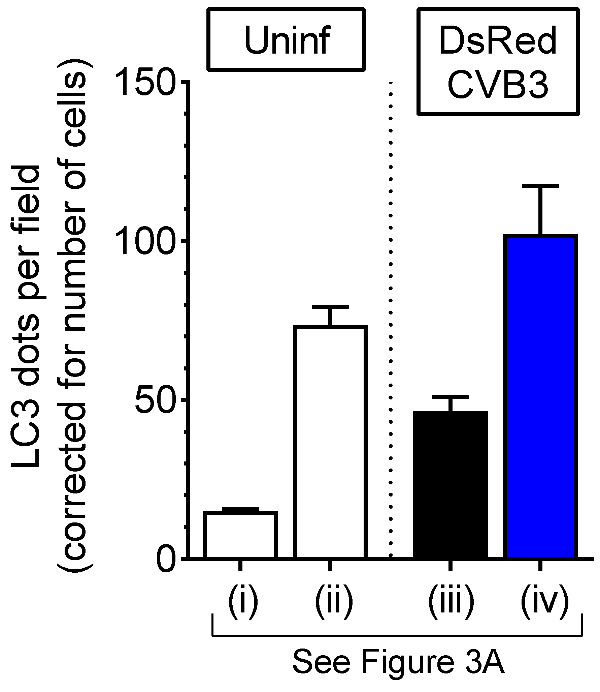 Uninf
DsRed
CVB3
LC3 dots per field
(corrected for number of cells)
150
100
50
0
(i)
(ii)
(iii)
(iv)
See Figure 3A